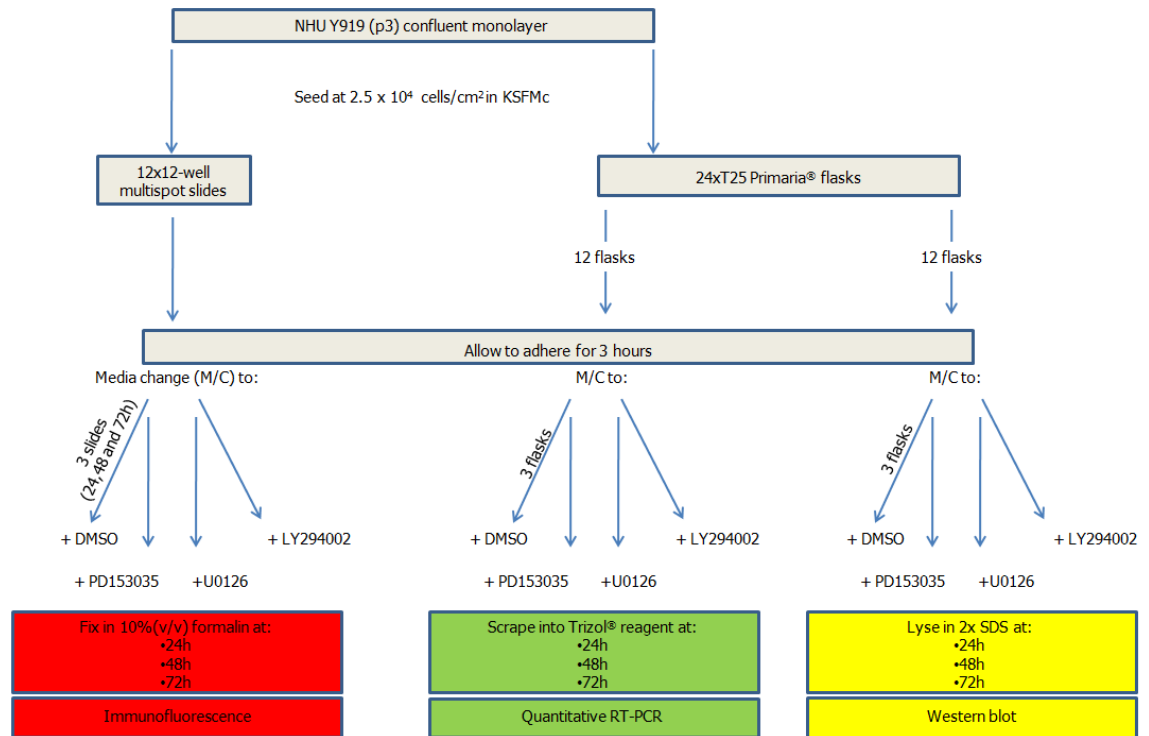 NHU Y919 (p3) confluent monolayer
Seed at 2.5 x 10⁴ cells/cm² in KSFMc
12x12-well
multispot slides
24xT25 Primaria® flasks
12 flasks
12 flasks
Allow to adhere for 3 hours
Media change (M/C) to:
M/C to:
M/C to:
3 slides
(24, 48 and 72h)
3 flasks
3 flasks
+ DMSO
+ LY294002
+ PD153035
+U0126
+ DMSO
+ LY294002
+ PD153035
+U0126
+ DMSO
+ LY294002
+ PD153035
+U0126
Fix in 10%(v/v) formalin at:
•24h
•48h
•72h
Immunofluorescence
Scrape into Trizol® reagent at:
•24h
•48h
•72h
Quantitative RT-PCR
Lyse in 2x SDS at:
•24h
•48h
•72h
Western blot